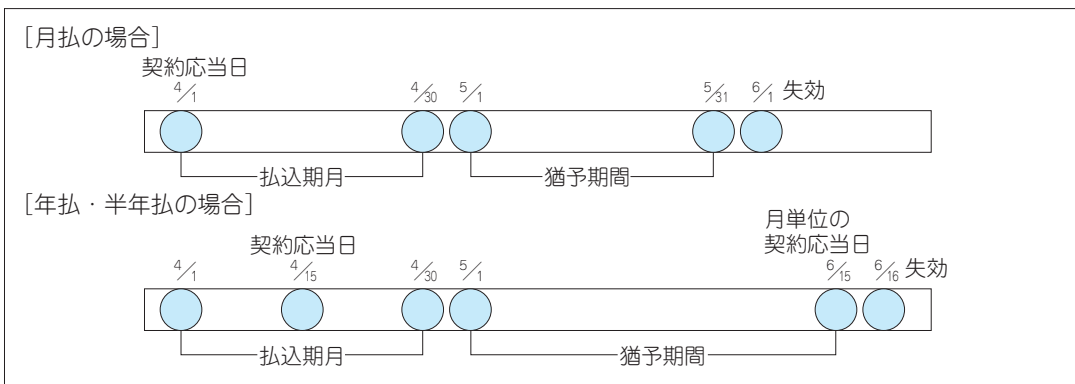 [月払の場合]
契約応当日
4/1 4/30 5/1 5/31 6/1 失効
払込期月 猶予期間
[年払・半年払の場合]
月単位の
契約応当日 契約応当日
4/1 4/15 4/30 5/1 6/15 6/16 失効
払込期月 猶予期間